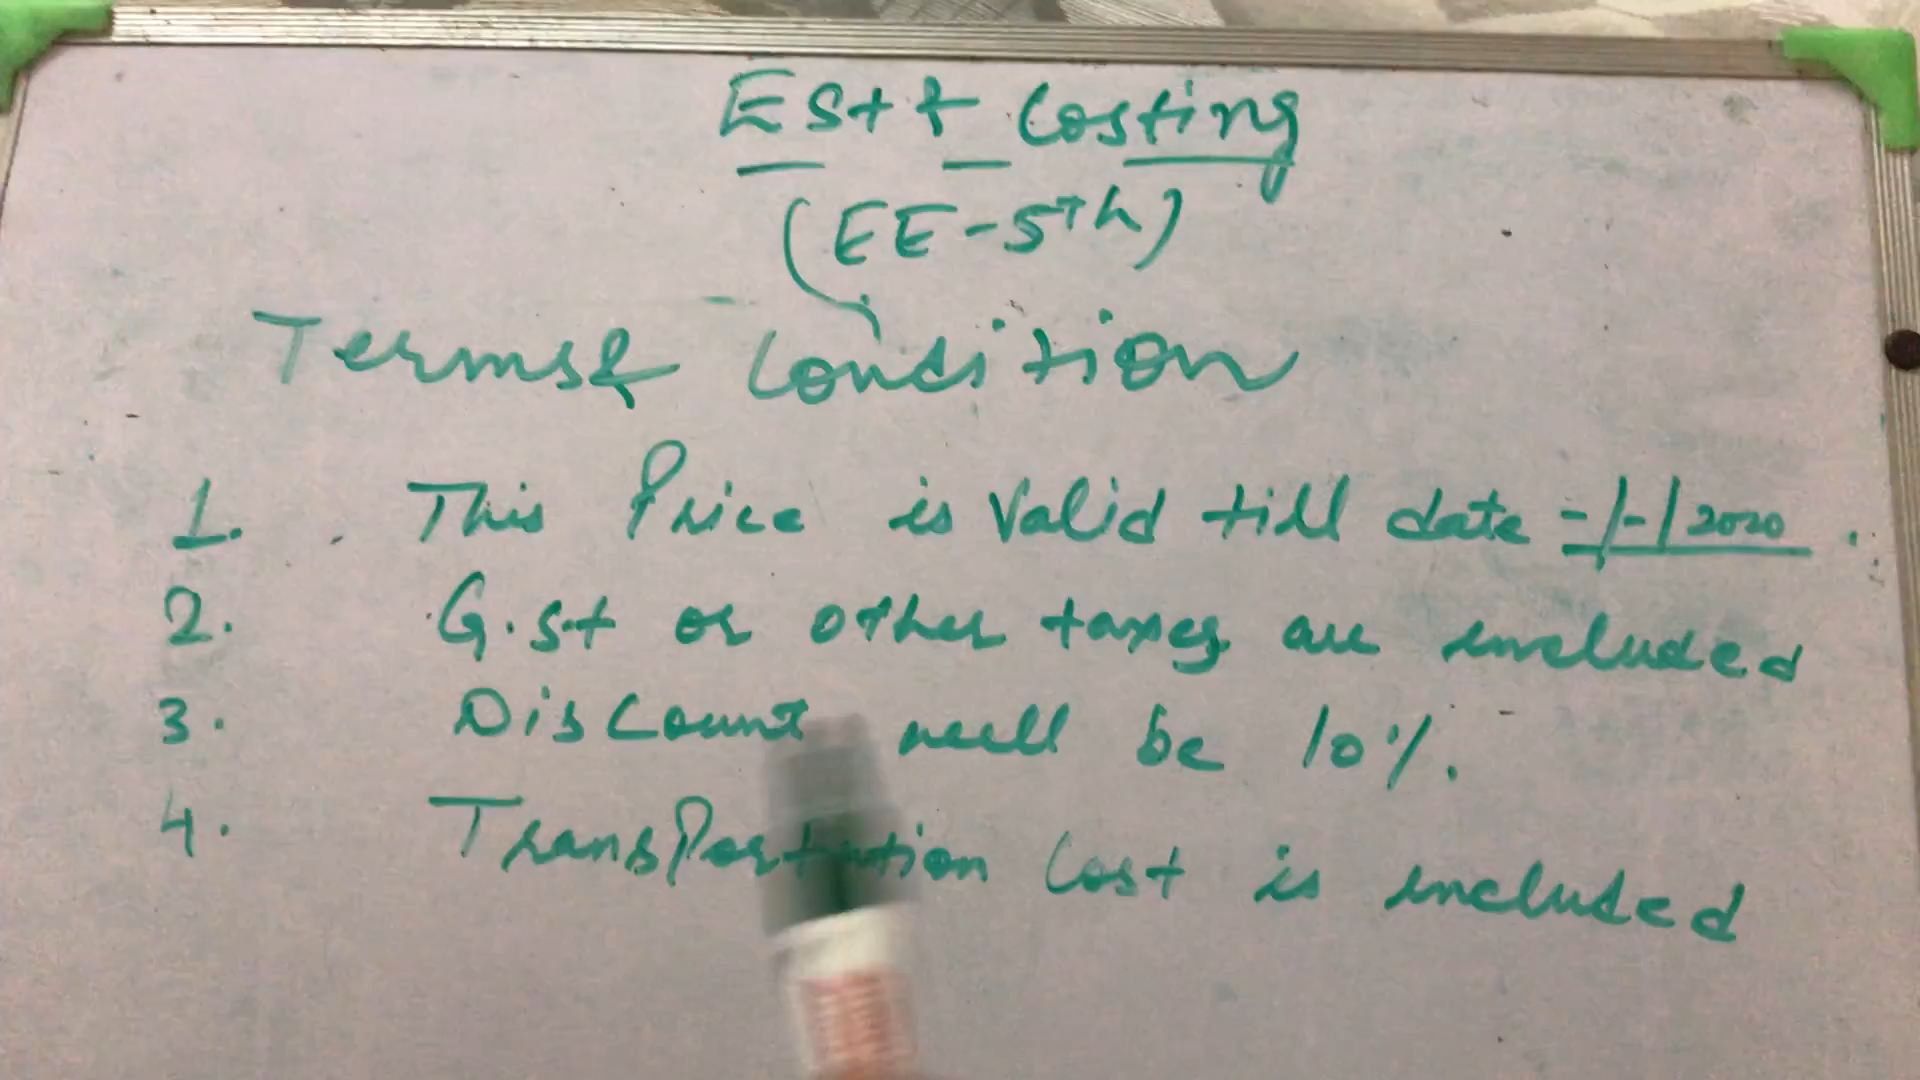 Est & Costing
(EE-5th)
Terms & Condition
1. This Price is Valid till date -/-/2020.
2. G.St or other taxes are included
3. Discount will be 10%.
4. Transportation Cost is included